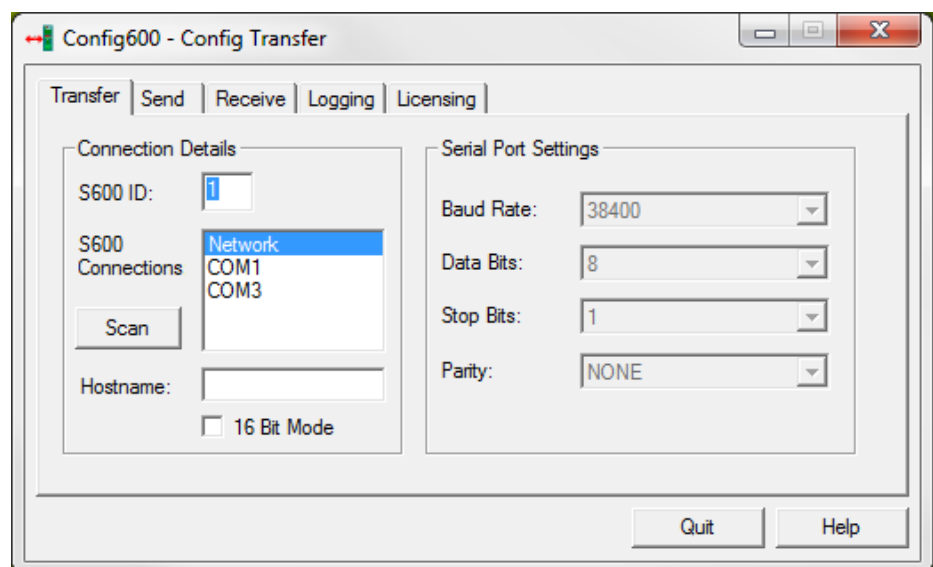 Config600 - Config Transfer
Transfer Send Receive Logging Licensing
Connection Details
S600 ID: 1
S600 Connections
Network
COM1
COM3
Scan
Hostname:
16 Bit Mode
Serial Port Settings
Baud Rate: 38400
Data Bits: 8
Stop Bits: 1
Parity: NONE
Quit Help